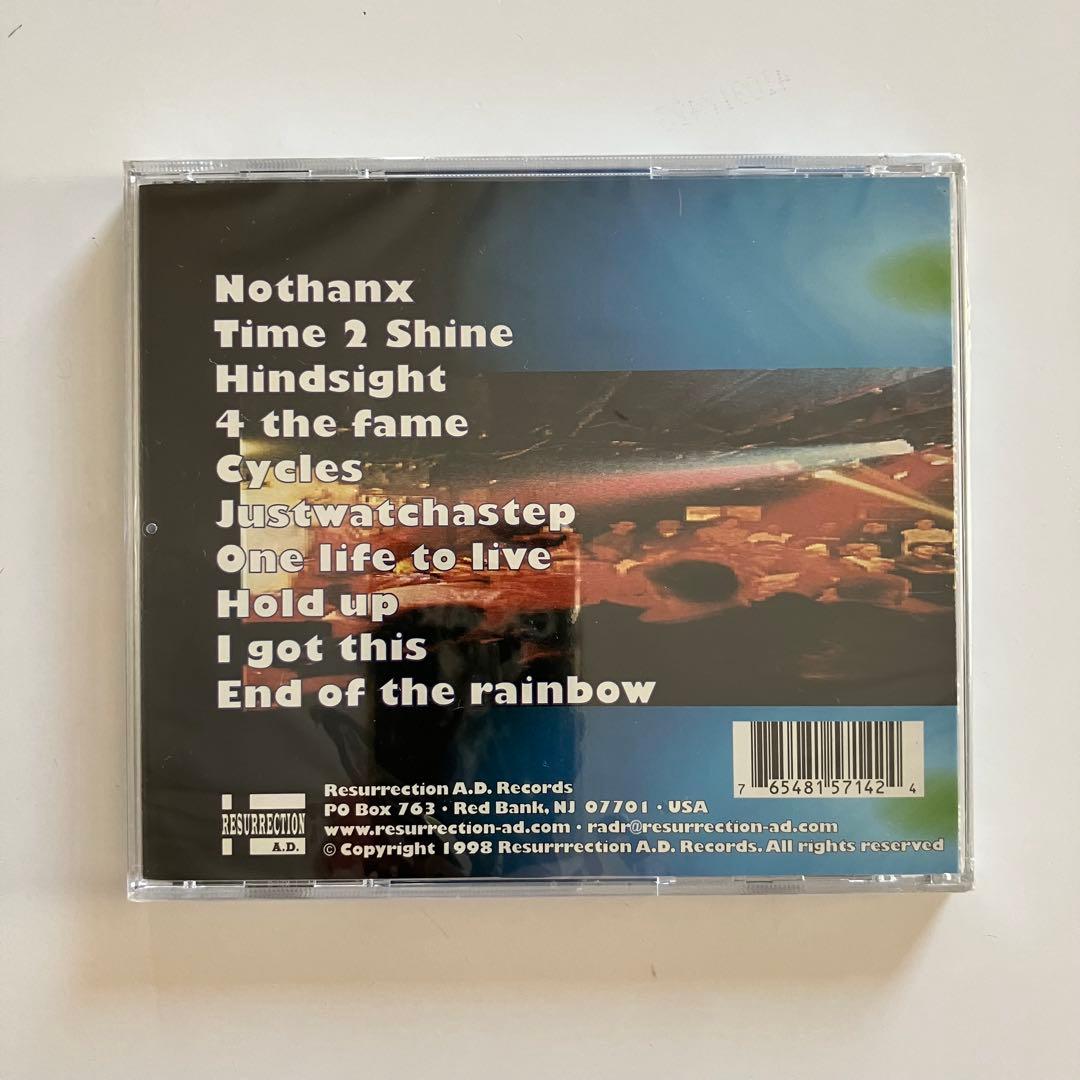 Nothanx
Time 2 Shine
Hindsight
4 the fame
Cycles
Justwatchastep
One life to live
Hold up
I got this
End of the rainbow
7 65481 57142 4
RESURRECTION
A.D.
Resurrection A.D. Records
PO Box 763 · Red Bank, NJ 07701 · USA
www.resurrection-ad.com · radr@resurrection-ad.com
© Copyright 1998 Resurrrection A.D. Records. All rights reserved